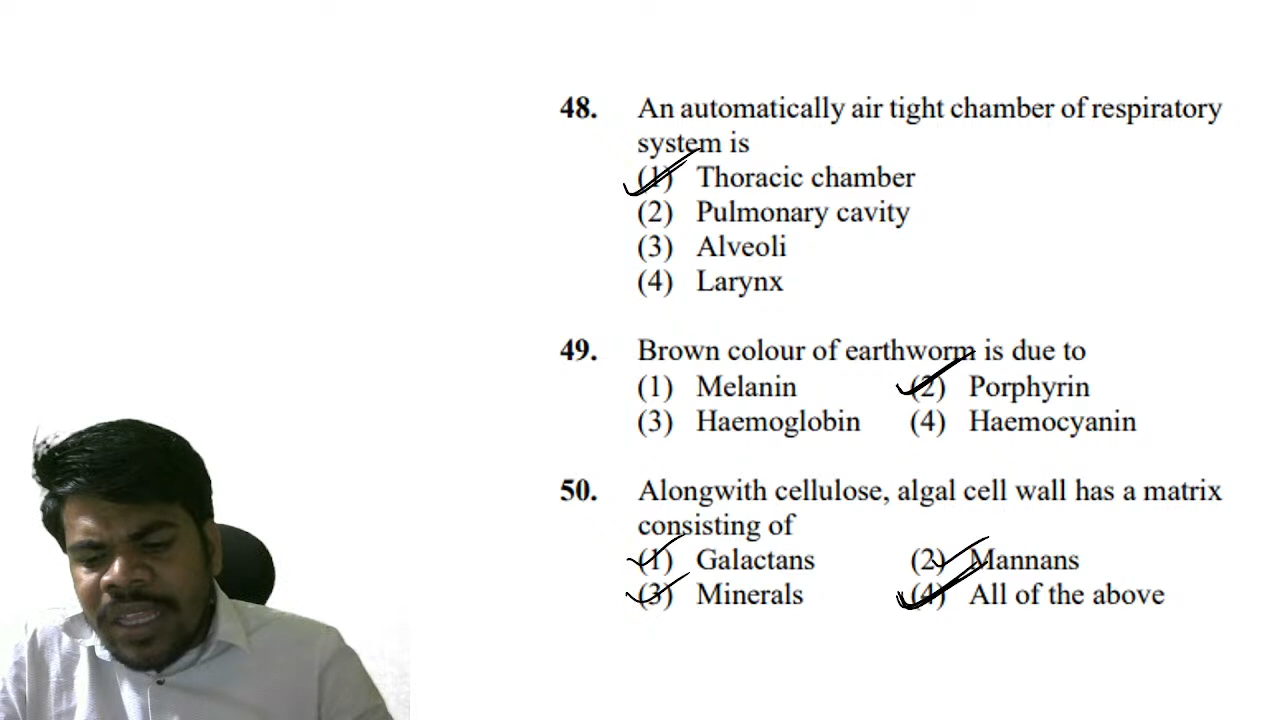 48. An automatically air tight chamber of respiratory
system is
(1) Thoracic chamber
(2) Pulmonary cavity
(3) Alveoli
(4) Larynx
49. Brown colour of earthworm is due to
(1) Melanin (2) Porphyrin
(3) Haemoglobin (4) Haemocyanin
50. Alongwith cellulose, algal cell wall has a matrix
consisting of
(1) Galactans (2) Mannans
(3) Minerals (4) All of the above